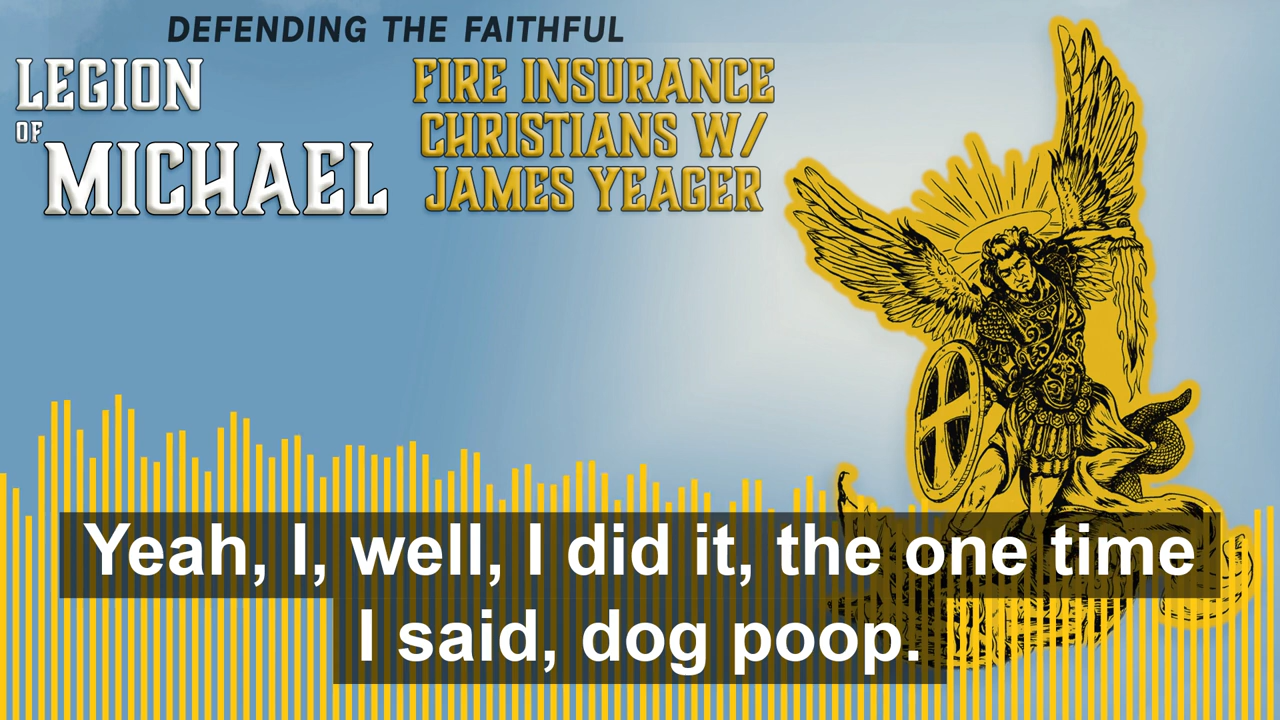 DEFENDING THE FAITHFUL
LEGION
OF
MICHAEL
FIRE INSURANCE
CHRISTIANS W/
JAMES YEAGER
Yeah, I, well, I did it, the one time
I said, dog poop.